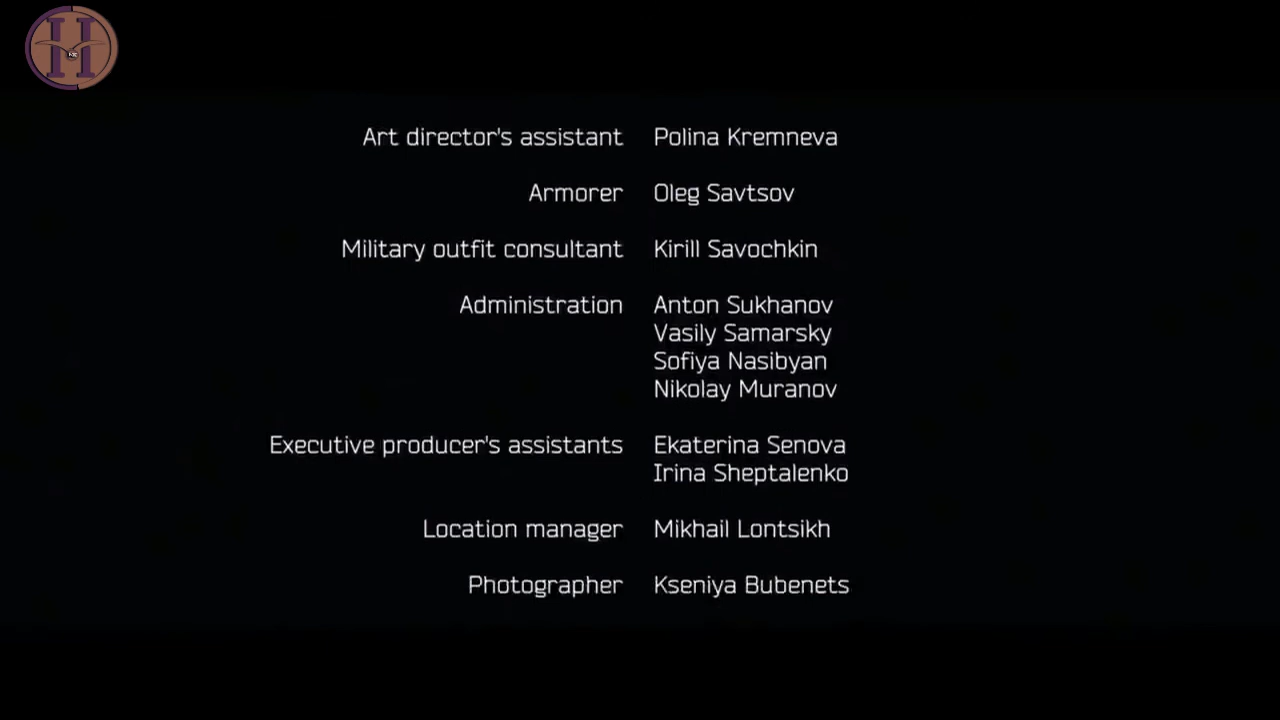 H
Art director's assistant Polina Kremneva
Armorer Oleg Savtsov
Military outfit consultant Kirill Savochkin
Administration Anton Sukhanov
Vasily Samarsky
Sofiya Nasibyan
Nikolay Muranov
Executive producer's assistants Ekaterina Senova
Irina Sheptalenko
Location manager Mikhail Lontsikh
Photographer Kseniya Bubenets